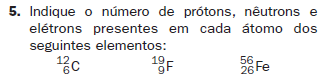 5. Indique o número de prótons, nêutrons e
elétrons presentes em cada átomo dos
seguintes elementos:
¹²₆C ¹⁹₉F ⁵⁶₂₆Fe